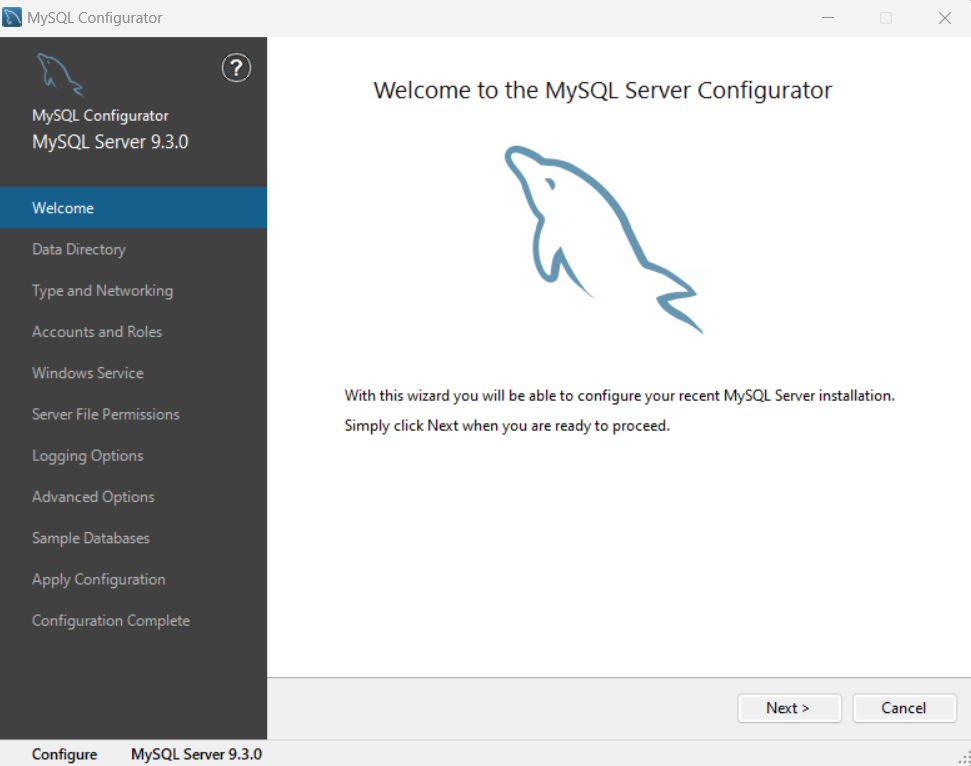 MySQL Configurator
?
MySQL Configurator
MySQL Server 9.3.0
Welcome
Data Directory
Type and Networking
Accounts and Roles
Windows Service
Server File Permissions
Logging Options
Advanced Options
Sample Databases
Apply Configuration
Configuration Complete
Welcome to the MySQL Server Configurator
With this wizard you will be able to configure your recent MySQL Server installation.
Simply click Next when you are ready to proceed.
Next >
Cancel
Configure
MySQL Server 9.3.0